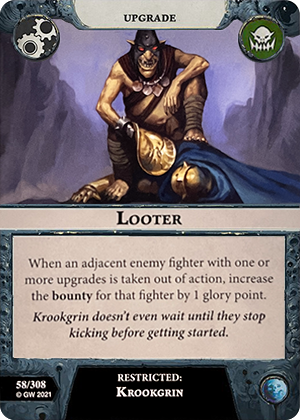 UPGRADE
LOOTER
When an adjacent enemy fighter with one or
more upgrades is taken out of action, increase
the bounty for that fighter by 1 glory point.
Krookgrin doesn't even wait until they stop
kicking before getting started.
58/308
© GW 2021
RESTRICTED:
KROOKGRIN